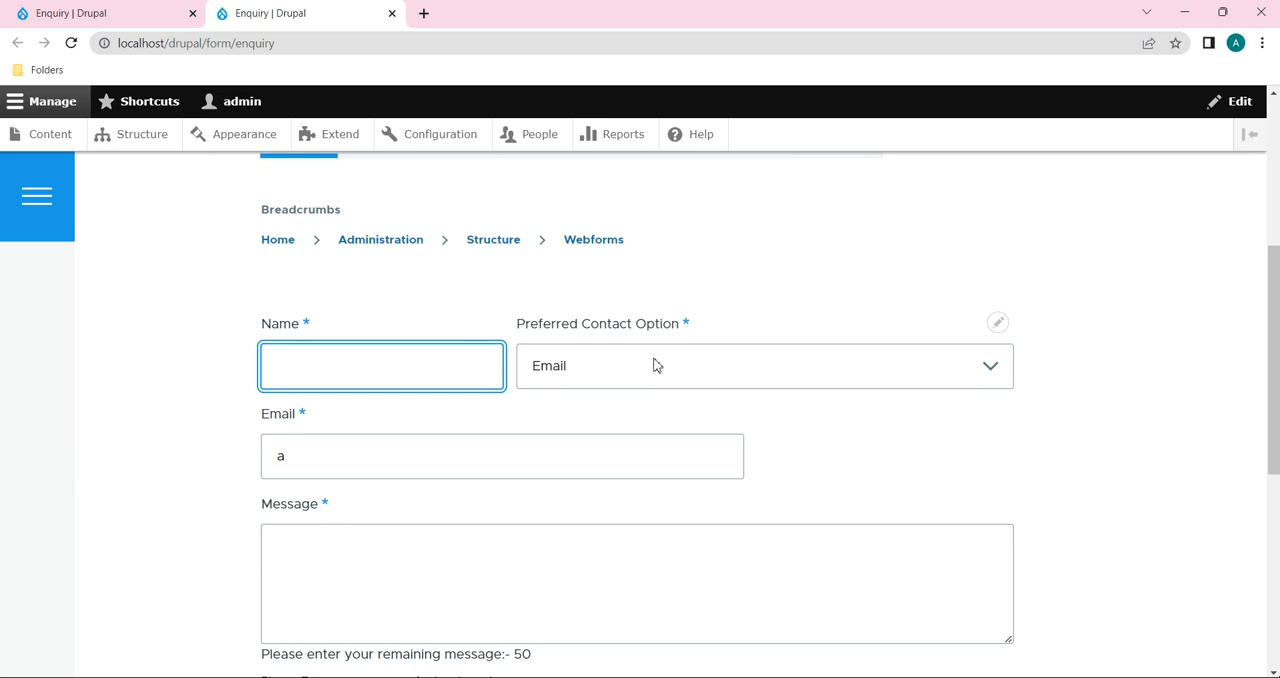 Enquiry | Drupal
Enquiry | Drupal
localhost/drupal/form/enquiry
A
Folders
Manage Shortcuts admin Edit
Content Structure Appearance Extend Configuration People Reports Help
Breadcrumbs
Home > Administration > Structure > Webforms
Name * Preferred Contact Option *
Email
Email *
a
Message *
Please enter your remaining message:- 50